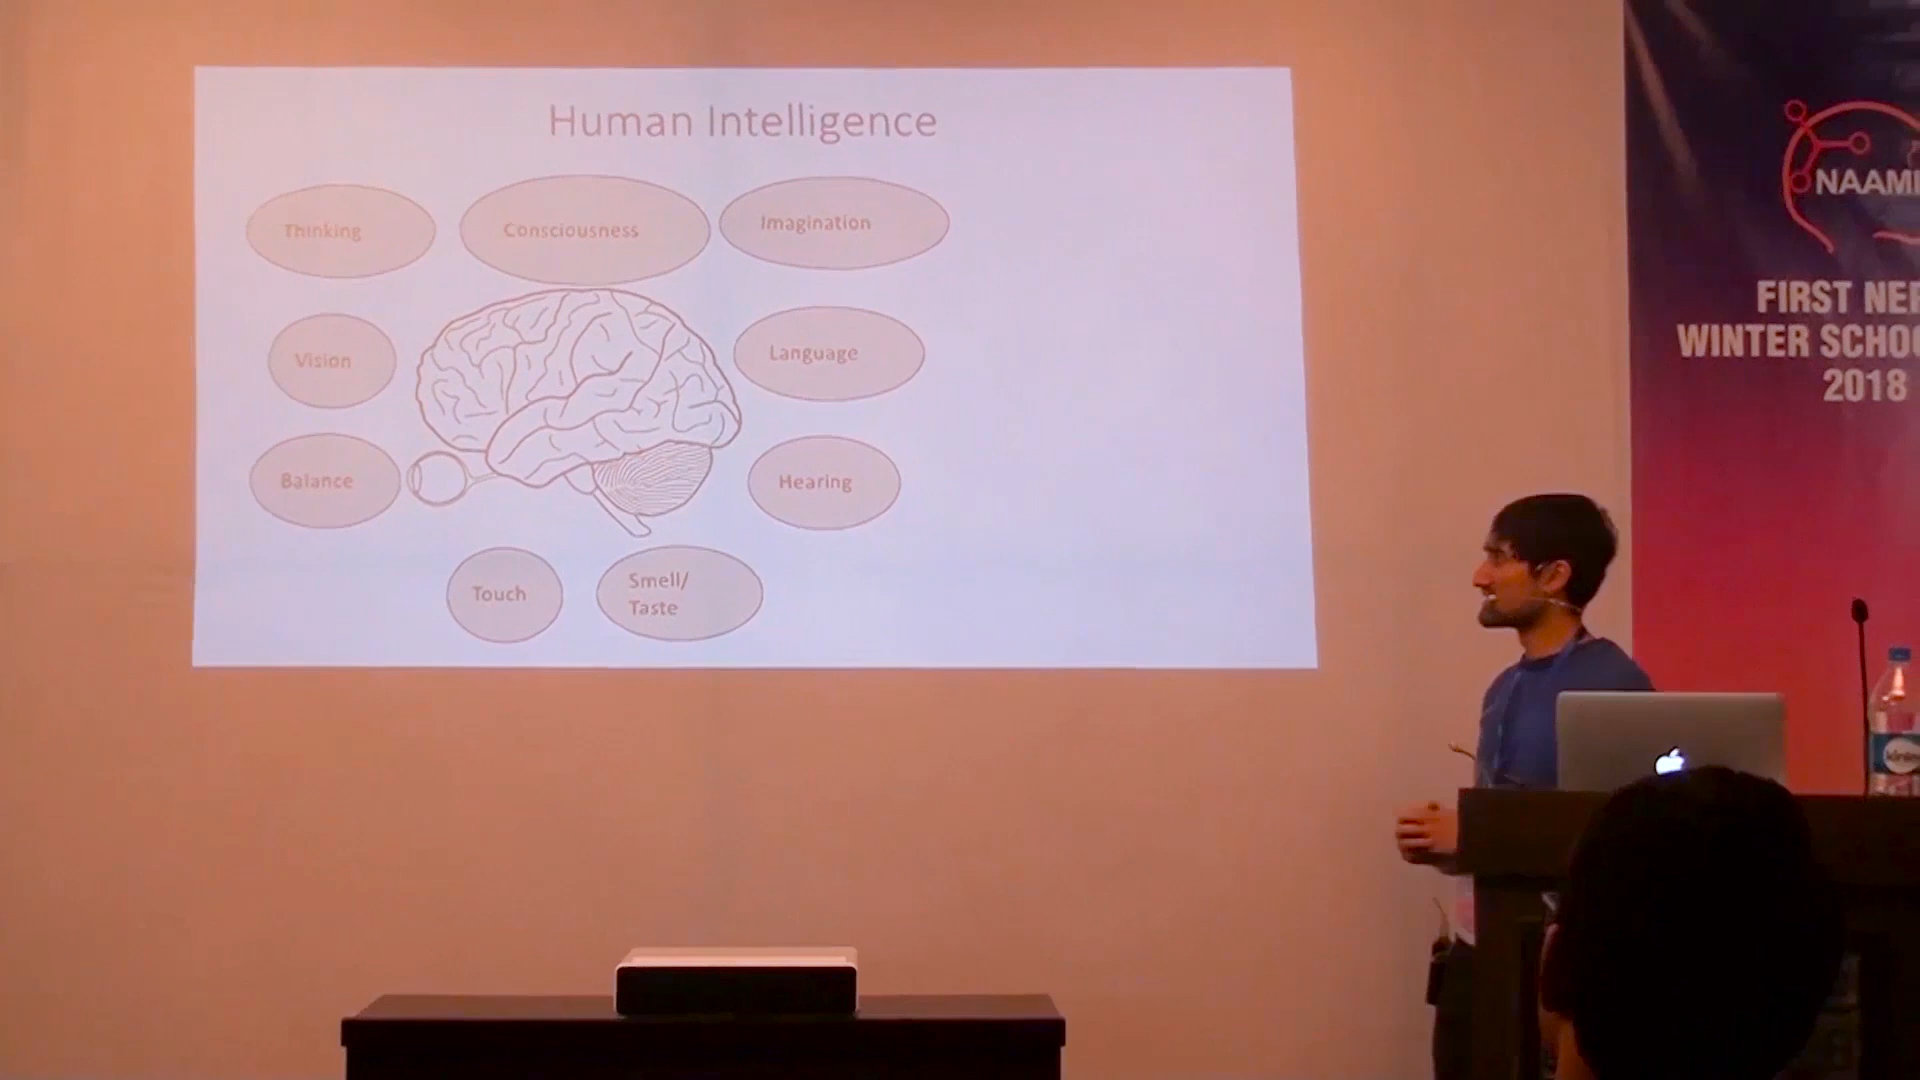 Human Intelligence
Thinking
Consciousness
Imagination
Vision
Language
Balance
Hearing
Touch
Smell/
Taste
NAAMI
FIRST NEP
WINTER SCHOO
2018